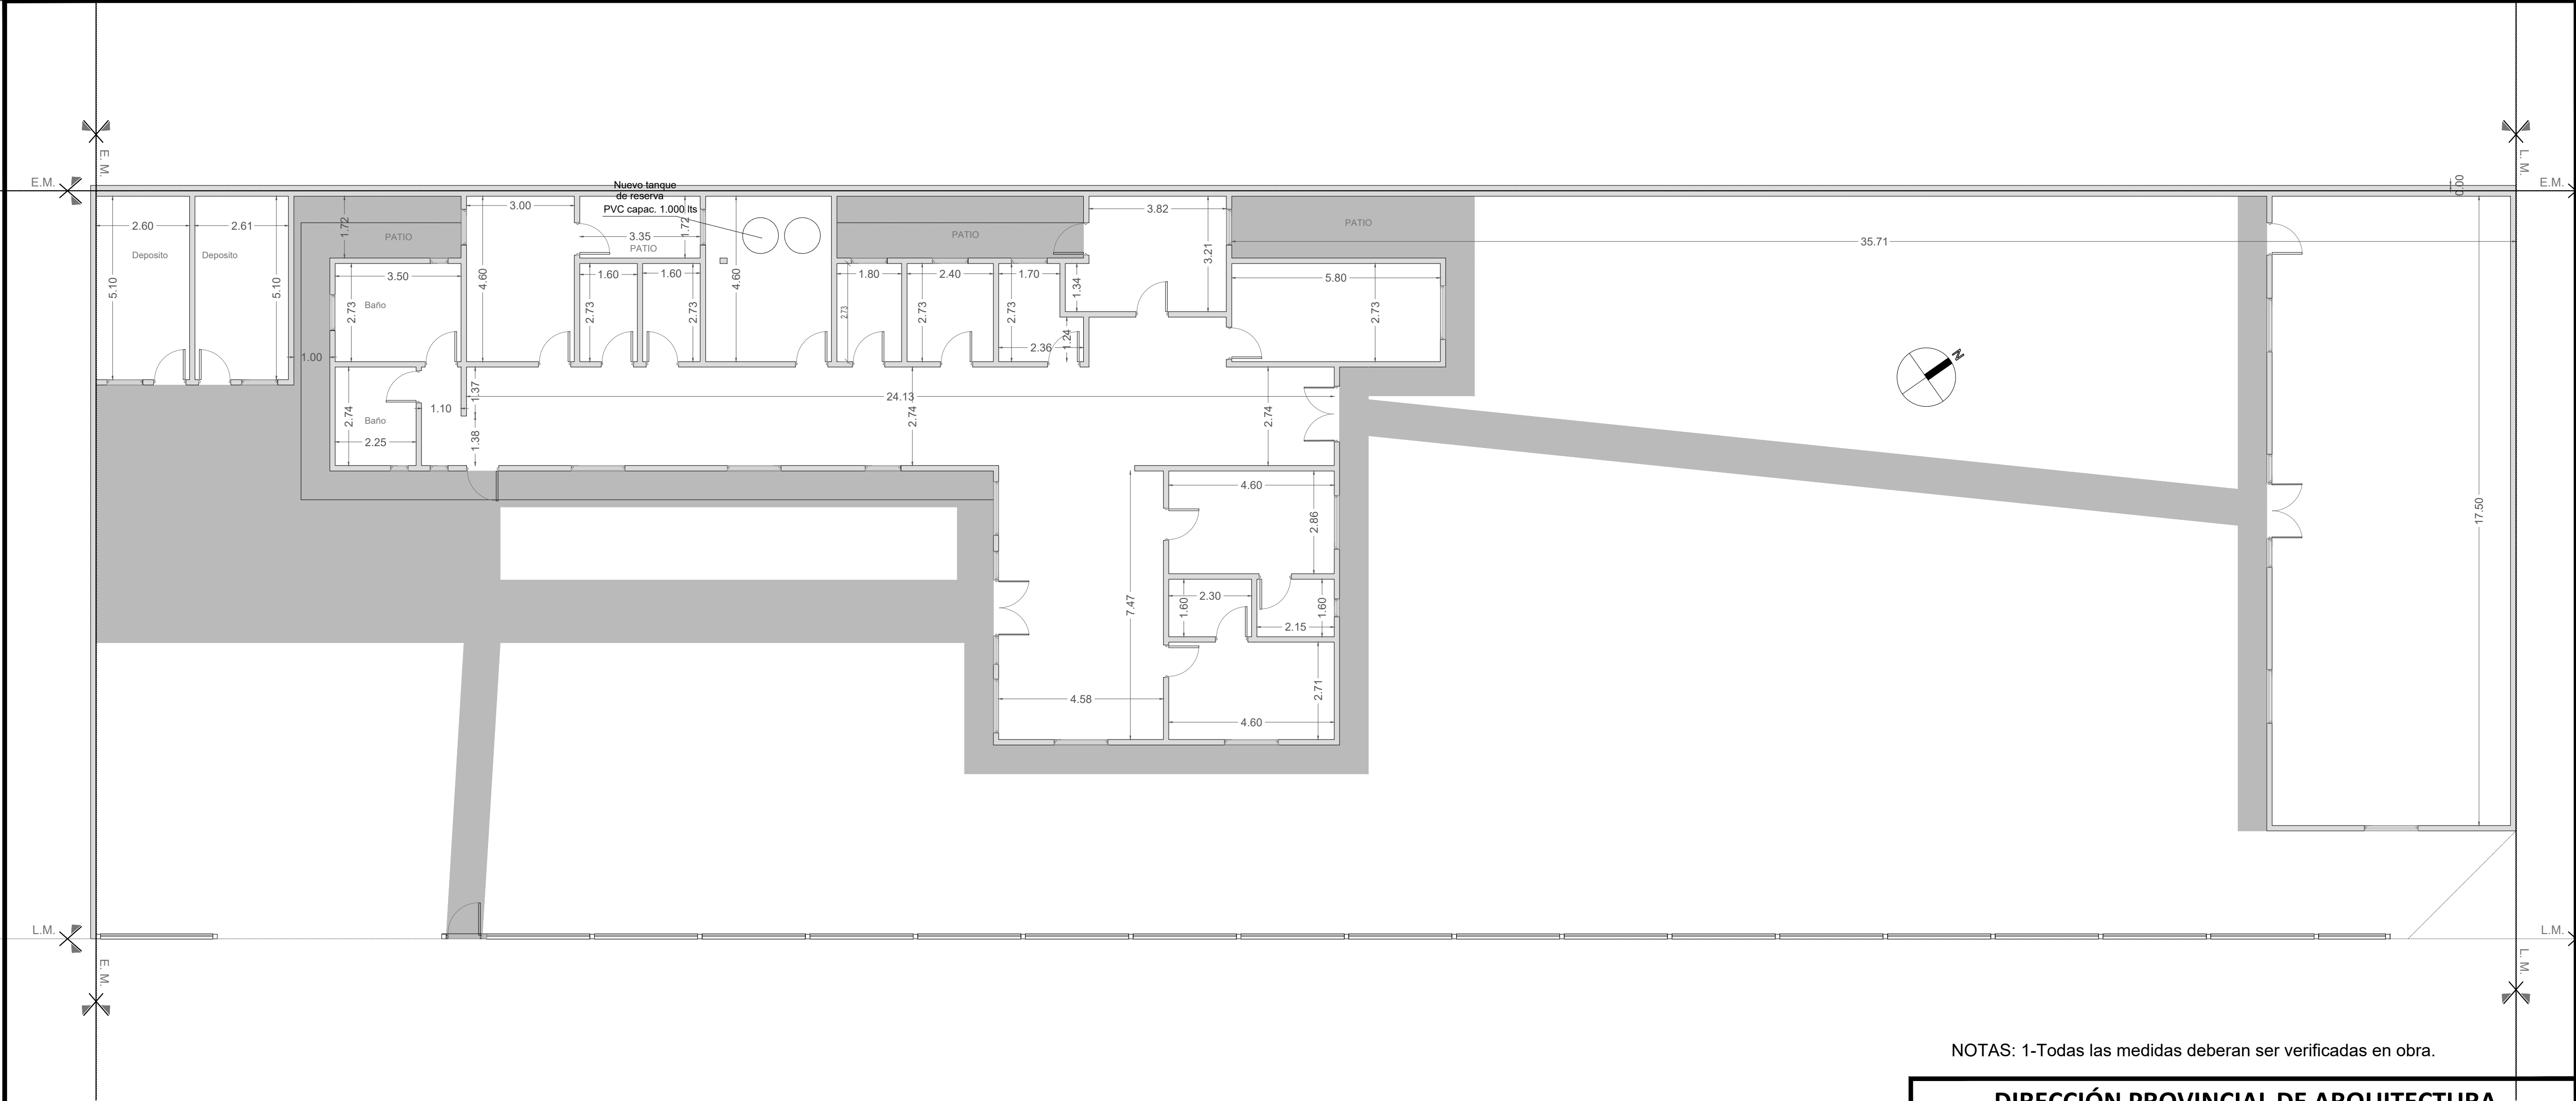 E. M.
L. M.
E.M.
E.M.
Nuevo tanque
de reserva
PVC capac. 1.000 lts
0.00
2.60
2.61
Deposito
Deposito
5.10
5.10
1.72
PATIO
3.00
4.60
3.35
PATIO
1.72
4.60
PATIO
3.82
3.21
PATIO
35.71
3.50
Baño
2.73
1.60
1.60
2.73
2.73
1.80
2.73
2.40
2.73
1.70
2.73
1.34
1.24
2.36
5.80
2.73
N
1.00
2.74
Baño
2.25
1.10
1.37
1.38
24.13
2.74
2.74
4.60
2.86
17.50
7.47
1.60
2.30
1.60
2.15
4.58
2.71
4.60
L.M.
L.M.
E. M.
L. M.
NOTAS: 1-Todas las medidas deberan ser verificadas en obra.
DIRECCIÓN PROVINCIAL DE ARQUITECTURA